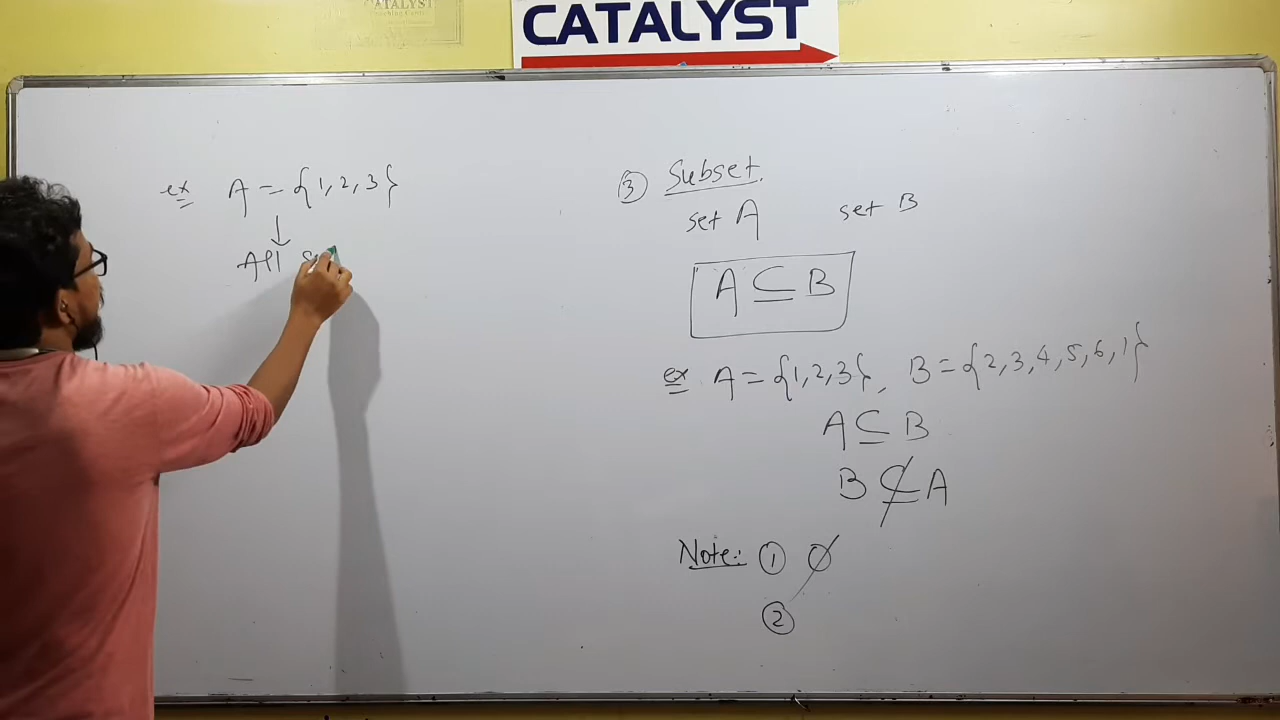 CATALYST
CATALYST
ex A = {1, 2, 3}
↓
All
③ Subset.
set A set B
A ⊆ B
ex A = {1, 2, 3}, B = {2, 3, 4, 5, 6, 1}
A ⊆ B
B ⊈ A
Note: ① ∅
②